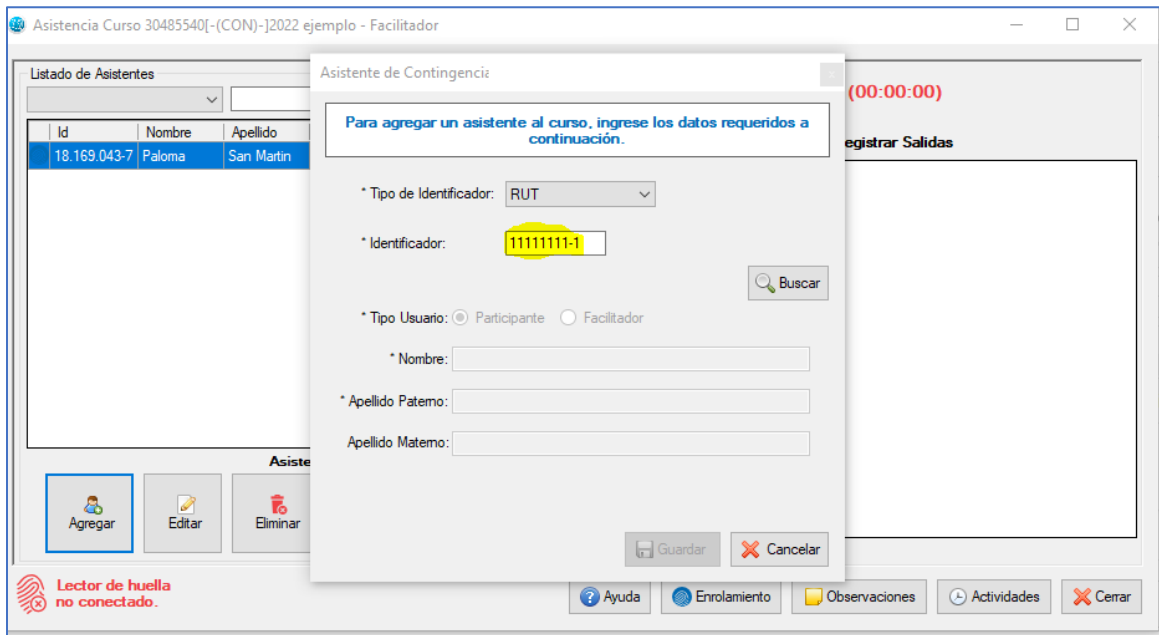 Asistencia Curso 30485540[-(CON)-]2022 ejemplo - Facilitador
Listado de Asistentes
Id Nombre Apellido
18.169.043-7 Paloma San Martin
Asiste
Agregar Editar Eliminar
Asistente de Contingencia
Para agregar un asistente al curso, ingrese los datos requeridos a
continuación.
* Tipo de Identificador: RUT
* Identificador: 11111111-1
Buscar
* Tipo Usuario: Participante Facilitador
* Nombre:
* Apellido Paterno:
Apellido Materno:
Guardar Cancelar
(00:00:00)
egistrar Salidas
Lector de huella
no conectado.
Ayuda Enrolamiento Observaciones Actividades Cerrar